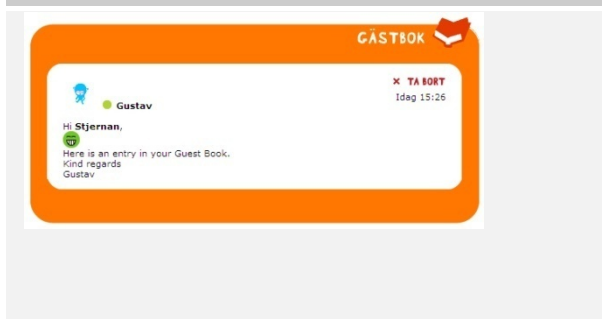 GÄSTBOK
× TA BORT
Gustav
Idag 15:26
Hi Stjernan,
Here is an entry in your Guest Book.
Kind regards
Gustav